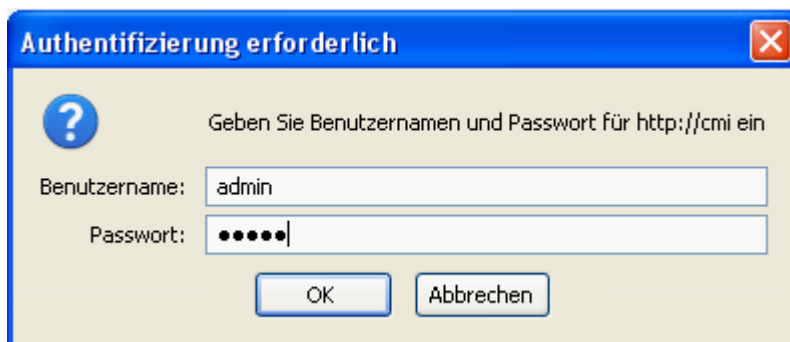 Authentifizierung erforderlich
Geben Sie Benutzernamen und Passwort für http://cmi ein
Benutzername: admin
Passwort: •••••
OK Abbrechen